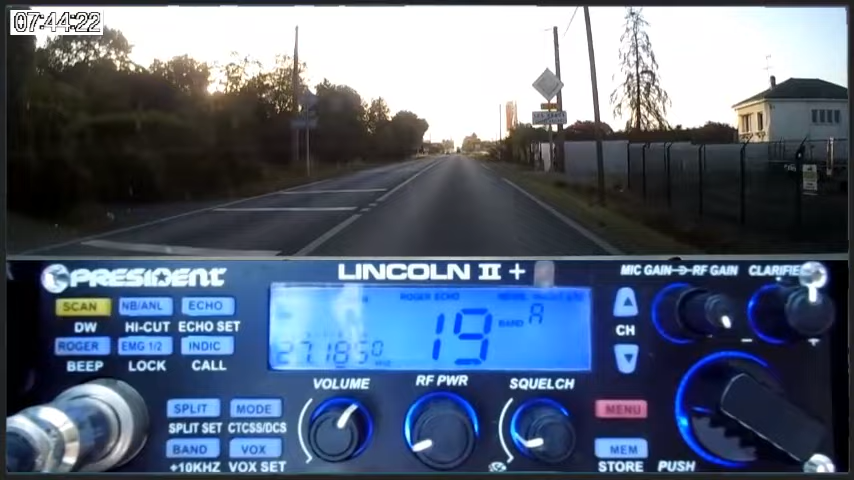 07:44:22
PRESIDENT
LINCOLN II +
MIC GAIN RF GAIN CLARIFIER
SCAN NB/ANL ECHO
DW HI-CUT ECHO SET
ROGER EMG 1/2 INDIC
BEEP LOCK CALL
ROGER ECHO
19 BAND A
27.1850
CH
VOLUME RF PWR SQUELCH
SPLIT MODE
SPLIT SET CTCSS/DCS
BAND VOX
+10KHZ VOX SET
MENU
MEM
STORE PUSH